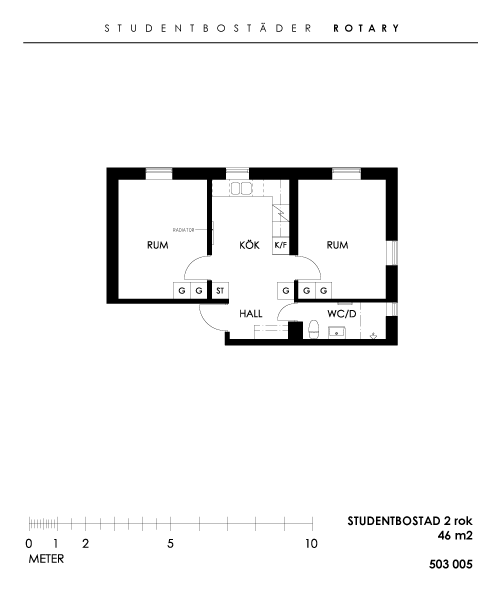 STUDENTBOSTÄDER ROTARY
RADIATOR
RUM KÖK K/F RUM
G G ST G G G
HALL WC/D
0 1 2 5 10
METER
STUDENTBOSTAD 2 rok
46 m2
503 005